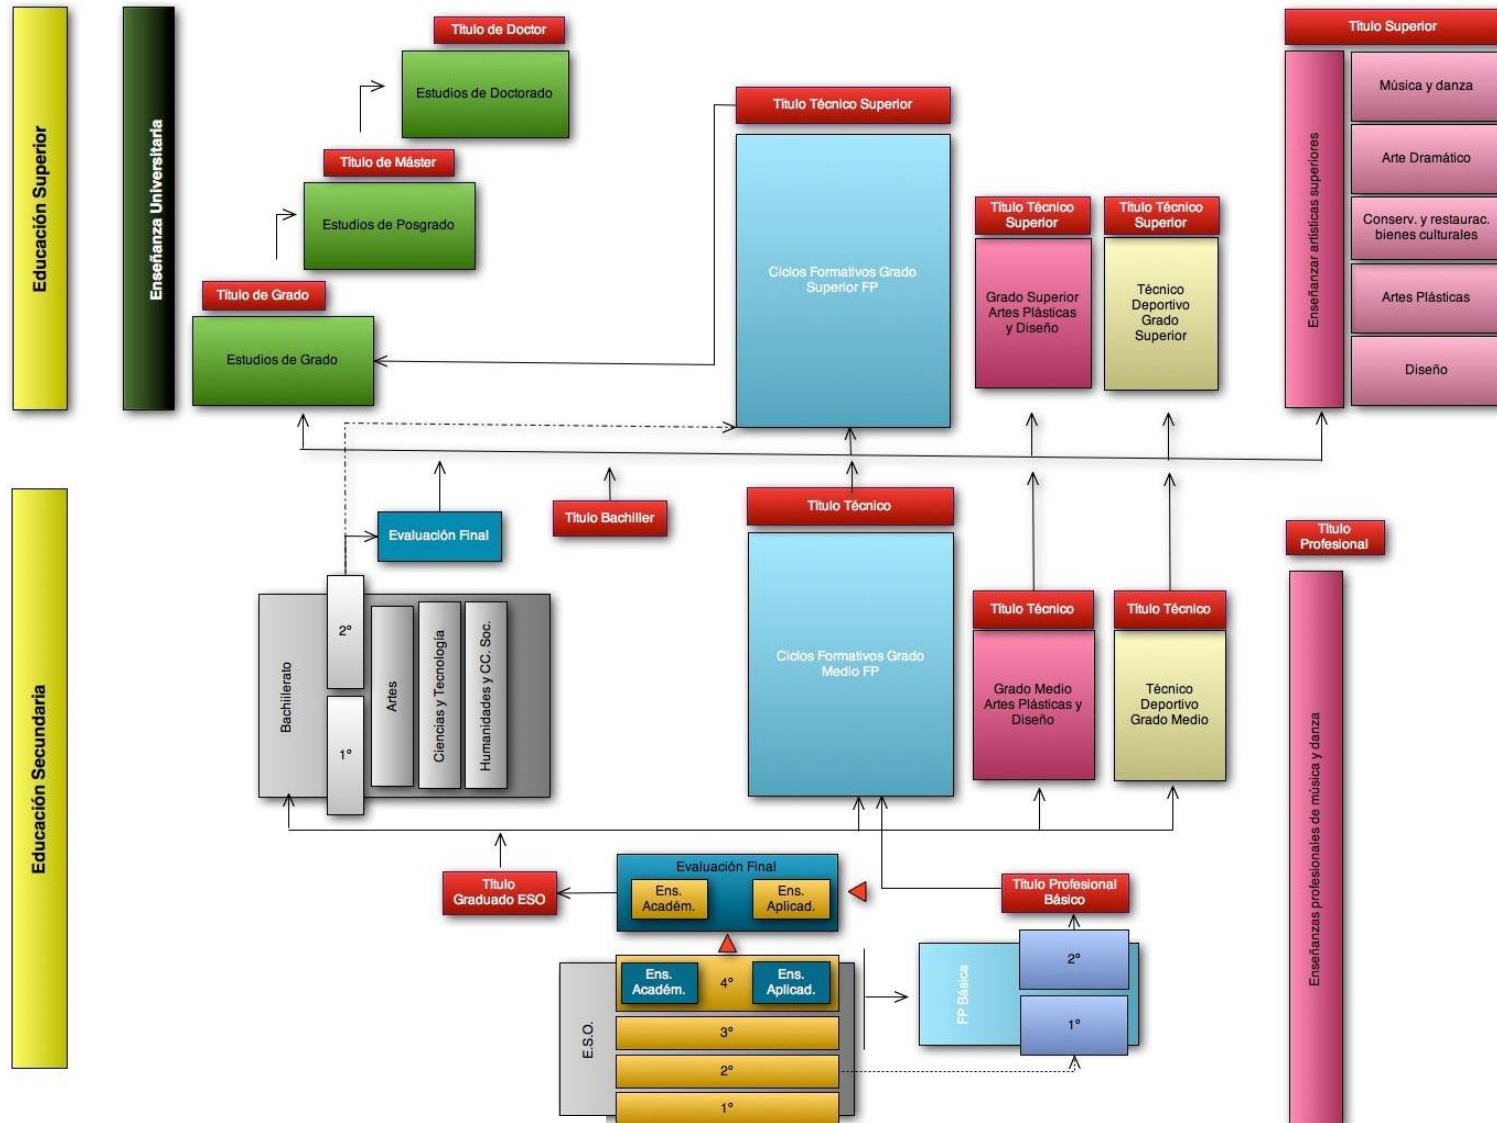 Educación Superior
Enseñanza Universitaria
Título de Doctor
Estudios de Doctorado
Título de Máster
Estudios de Posgrado
Título de Grado
Estudios de Grado
Título Técnico Superior
Ciclos Formativos Grado
Superior FP
Título Técnico
Superior
Grado Superior
Artes Plásticas
y Diseño
Título Técnico
Superior
Técnico
Deportivo
Grado
Superior
Título Superior
Enseñanzar artísticas superiores
Música y danza
Arte Dramático
Conserv. y restaurac.
bienes culturales
Artes Plásticas
Diseño
Educación Secundaria
Evaluación Final
Título Bachiller
Bachiilerato
2º
1º
Artes
Ciencias y Tecnología
Humanidades y CC. Soc.
Título Técnico
Ciclos Formativos Grado
Medio FP
Título Técnico
Grado Medio
Artes Plásticas y
Diseño
Título Técnico
Técnico
Deportivo
Grado Medio
Título
Profesional
Enseñanzas profesionales de música y danza
Título
Graduado ESO
Evaluación Final
Ens.
Académ.
Ens.
Aplicad.
Título Profesional
Básico
E.S.O.
Ens.
Académ.
4º
Ens.
Aplicad.
3º
2º
1º
FP Básica
2º
1º